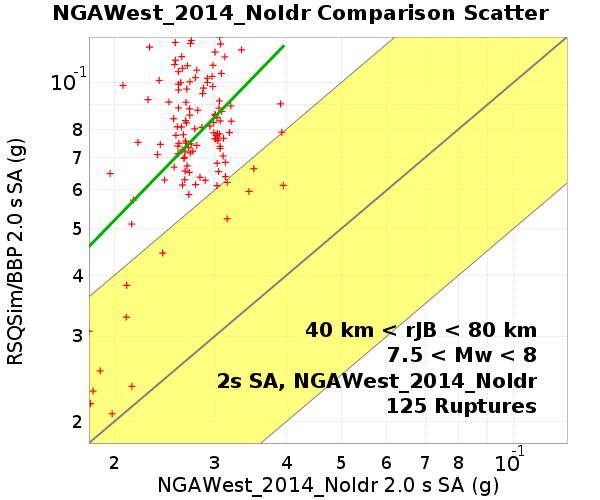 NGAWest_2014_NoIdr Comparison Scatter
RSQSim/BBP 2.0 s SA (g)
10-1
8
7
6
5
4
3
2
40 km < rJB < 80 km
7.5 < Mw < 8
2s SA, NGAWest_2014_NoIdr
125 Ruptures
2 3 4 5 6 7 8 10-1
NGAWest_2014_NoIdr 2.0 s SA (g)